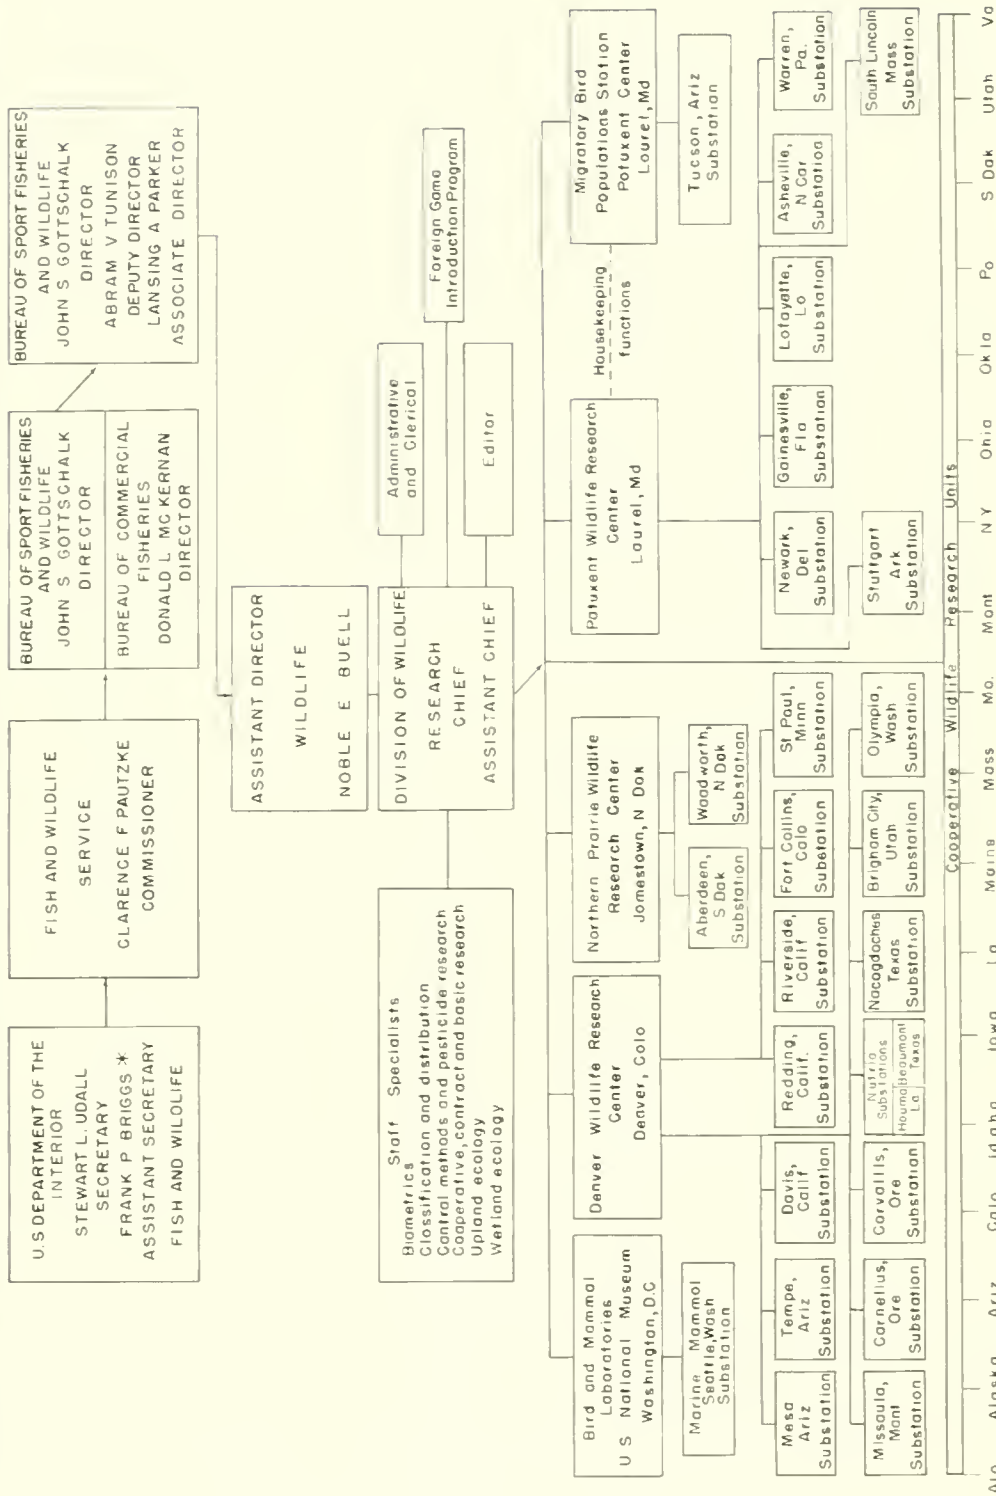 U.S DEPARTMENT OF THE
INTERIOR
STEWART L. UDALL
SECRETARY
FRANK P BRIGGS*
ASSISTANT SECRETARY
FISH AND WILDLIFE
FISH AND WILDLIFE
SERVICE
CLARENCE F PAUTZKE
COMMISSIONER
BUREAU OF SPORT FISHERIES
AND WILDLIFE
JOHN S GOTTSCHALK
DIRECTOR
BUREAU OF COMMERCIAL
FISHERIES
DONALD L MC KERNAN
DIRECTOR
BUREAU OF SPORT FISHERIES
AND WILDLIFE
JOHN S GOTTSCHALK
DIRECTOR
ABRAM V TUNISON
DEPUTY DIRECTOR
LANSING A PARKER
ASSOCIATE DIRECTOR
ASSISTANT DIRECTOR
WILDLIFE
NOBLE E BUELL
Staff Specialists
Biometrics
Classification and distribution
Control methods and pesticide research
Cooperative, contract and basic research
Upland ecology
Wetland ecology
DIVISION OF WILDLIFE
RESEARCH
CHIEF
ASSISTANT CHIEF
Administrative
and Clerical
Foreign Game
Introduction Program
Editor
Bird and Mammal
Laboratories
U S National Museum
Washington, D.C
Marine Mammal
Seattle, Wash
Substation
Denver Wildlife Research
Center
Denver, Colo
Northern Prairie Wildlife
Research Center
Jamestown, N Dak
Aberdeen,
S Dak
Substation
Woodworth,
N Dak
Substation
Patuxent Wildlife Research
Center
Laurel, Md
Housekeeping
functions
Migratory Bird
Populations Station
Patuxent Center
Laurel, Md
Tucson, Ariz
Substation
Mesa
Ariz
Substation
Tempe,
Ariz
Substation
Davis,
Calif
Substation
Redding,
Calif.
Substation
Riverside,
Calif
Substation
Fort Collins,
Colo
Substation
St Paul,
Minn
Substation
Missoula,
Mont
Substation
Cornelius,
Ore
Substation
Corvallis,
Ore
Substation
Nutria
Substations
Houma La
Beaumont Texas
Nacogdoches
Texas
Substation
Brigham City,
Utah
Substation
Olympia,
Wash
Substation
Newark,
Del
Substation
Gainesville,
Fla
Substation
Lafayette,
La
Substation
Asheville,
N Car
Substation
Warren,
Pa.
Substation
Stuttgart
Ark
Substation
South Lincoln
Mass
Substation
Cooperative Wildlife Research Units
Ala Alaska Ariz Colo Idaho Iowa La Maine Mass Mo. Mont NY Ohio Okla Pa S Dak Utah Va